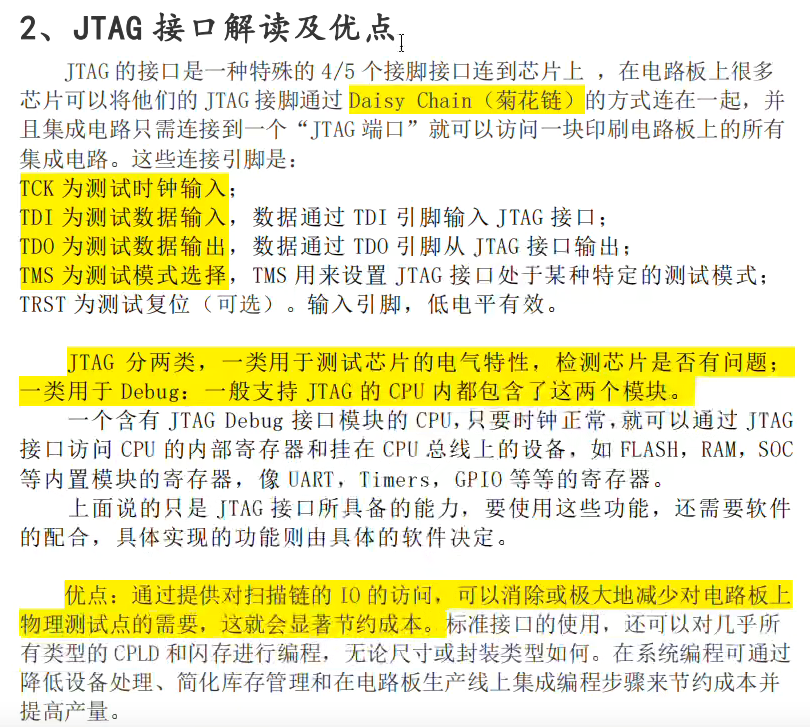 2、JTAG 接口解读及优点
JTAG 的接口是一种特殊的 4/5 个接脚接口连到芯片上 ，在电路板上很多
芯片可以将他们的 JTAG 接脚通过 Daisy Chain（菊花链）的方式连在一起，并
且集成电路只需连接到一个“JTAG 端口”就可以访问一块印刷电路板上的所有
集成电路。这些连接引脚是：
TCK 为测试时钟输入；
TDI 为测试数据输入，数据通过 TDI 引脚输入 JTAG 接口；
TDO 为测试数据输出，数据通过 TDO 引脚从 JTAG 接口输出；
TMS 为测试模式选择，TMS 用来设置 JTAG 接口处于某种特定的测试模式；
TRST 为测试复位（可选）。输入引脚，低电平有效。
JTAG 分两类，一类用于测试芯片的电气特性，检测芯片是否有问题；
一类用于 Debug：一般支持 JTAG 的 CPU 内都包含了这两个模块。
一个含有 JTAG Debug 接口模块的 CPU，只要时钟正常，就可以通过 JTAG
接口访问 CPU 的内部寄存器和挂在 CPU 总线上的设备，如 FLASH，RAM，SOC
等内置模块的寄存器，像 UART，Timers，GPIO 等等的寄存器。
上面说的只是 JTAG 接口所具备的能力，要使用这些功能，还需要软件
的配合，具体实现的功能则由具体的软件决定。
优点：通过提供对扫描链的 IO 的访问，可以消除或极大地减少对电路板上
物理测试点的需要，这就会显著节约成本。标准接口的使用，还可以对几乎所
有类型的 CPLD 和闪存进行编程，无论尺寸或封装类型如何。在系统编程可通过
降低设备处理、简化库存管理和在电路板生产线上集成编程步骤来节约成本并
提高产量。